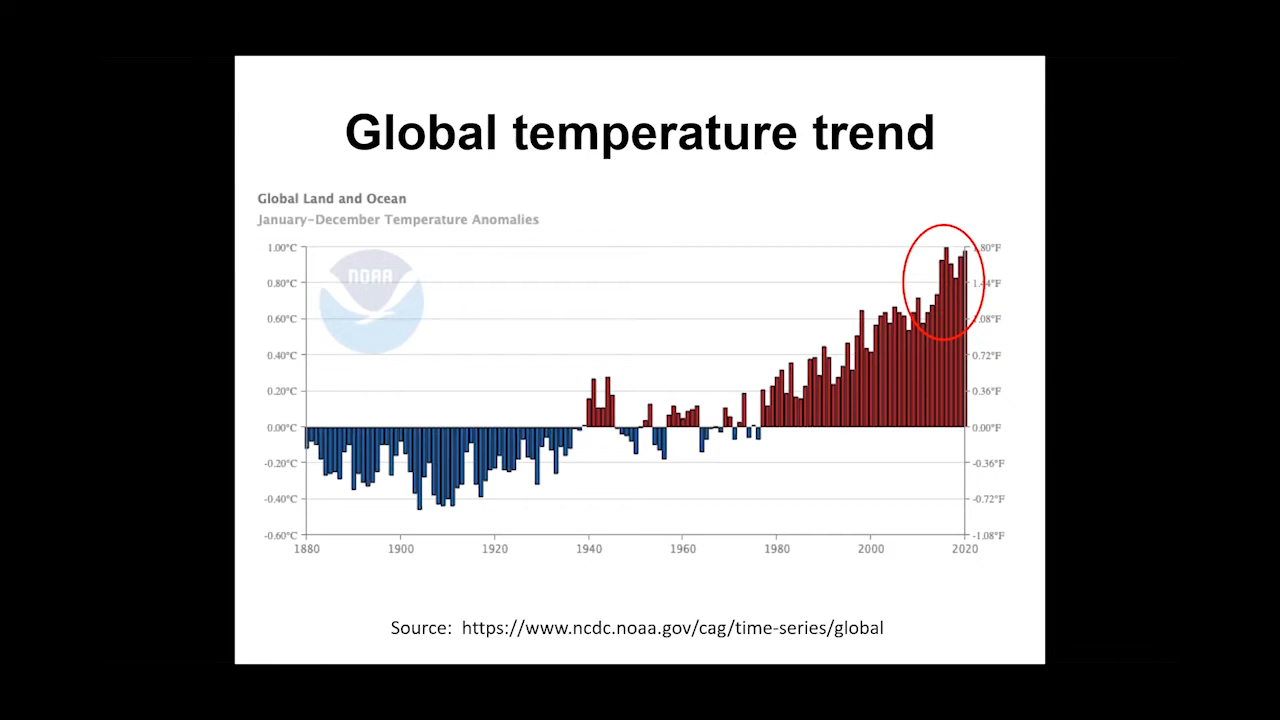 Global temperature trend
Global Land and Ocean
January–December Temperature Anomalies
NOAA
1.00°C
0.80°C
0.60°C
0.40°C
0.20°C
0.00°C
-0.20°C
-0.40°C
-0.60°C
.80°F
1.44°F
.08°F
0.72°F
0.36°F
0.00°F
-0.36°F
-0.72°F
-1.08°F
1880 1900 1920 1940 1960 1980 2000 2020
Source: https://www.ncdc.noaa.gov/cag/time-series/global